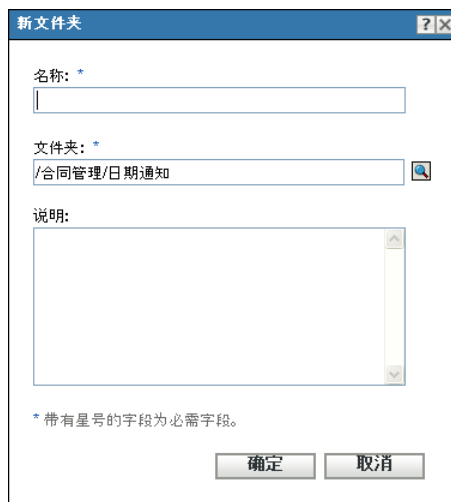 新文件夹
名称: *
文件夹: *
/合同管理/日期通知
说明:
* 带有星号的字段为必需字段。
确定 取消